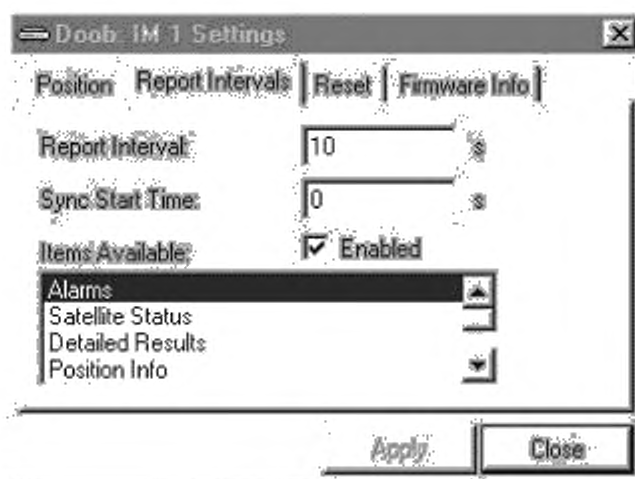 Doob: IM 1 Settings
Position Report Intervals Reset Firmware Info
Report Interval: 10 s
Sync Start Time: 0 s
Items Available: Enabled
Alarms
Satellite Status
Detailed Results
Position Info
Apply Close